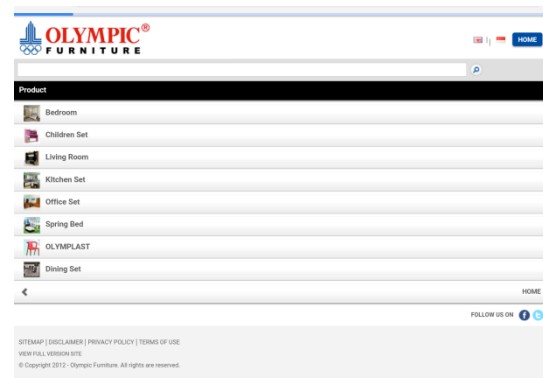 OLYMPIC®
FURNITURE
HOME
Product
Bedroom
Children Set
Living Room
Kitchen Set
Office Set
Spring Bed
OLYMPLAST
Dining Set
HOME
FOLLOW US ON
SITEMAP | DISCLAIMER | PRIVACY POLICY | TERMS OF USE
VIEW FULL VERSION SITE
© Copyright 2012 - Olympic Furniture. All rights are reserved.